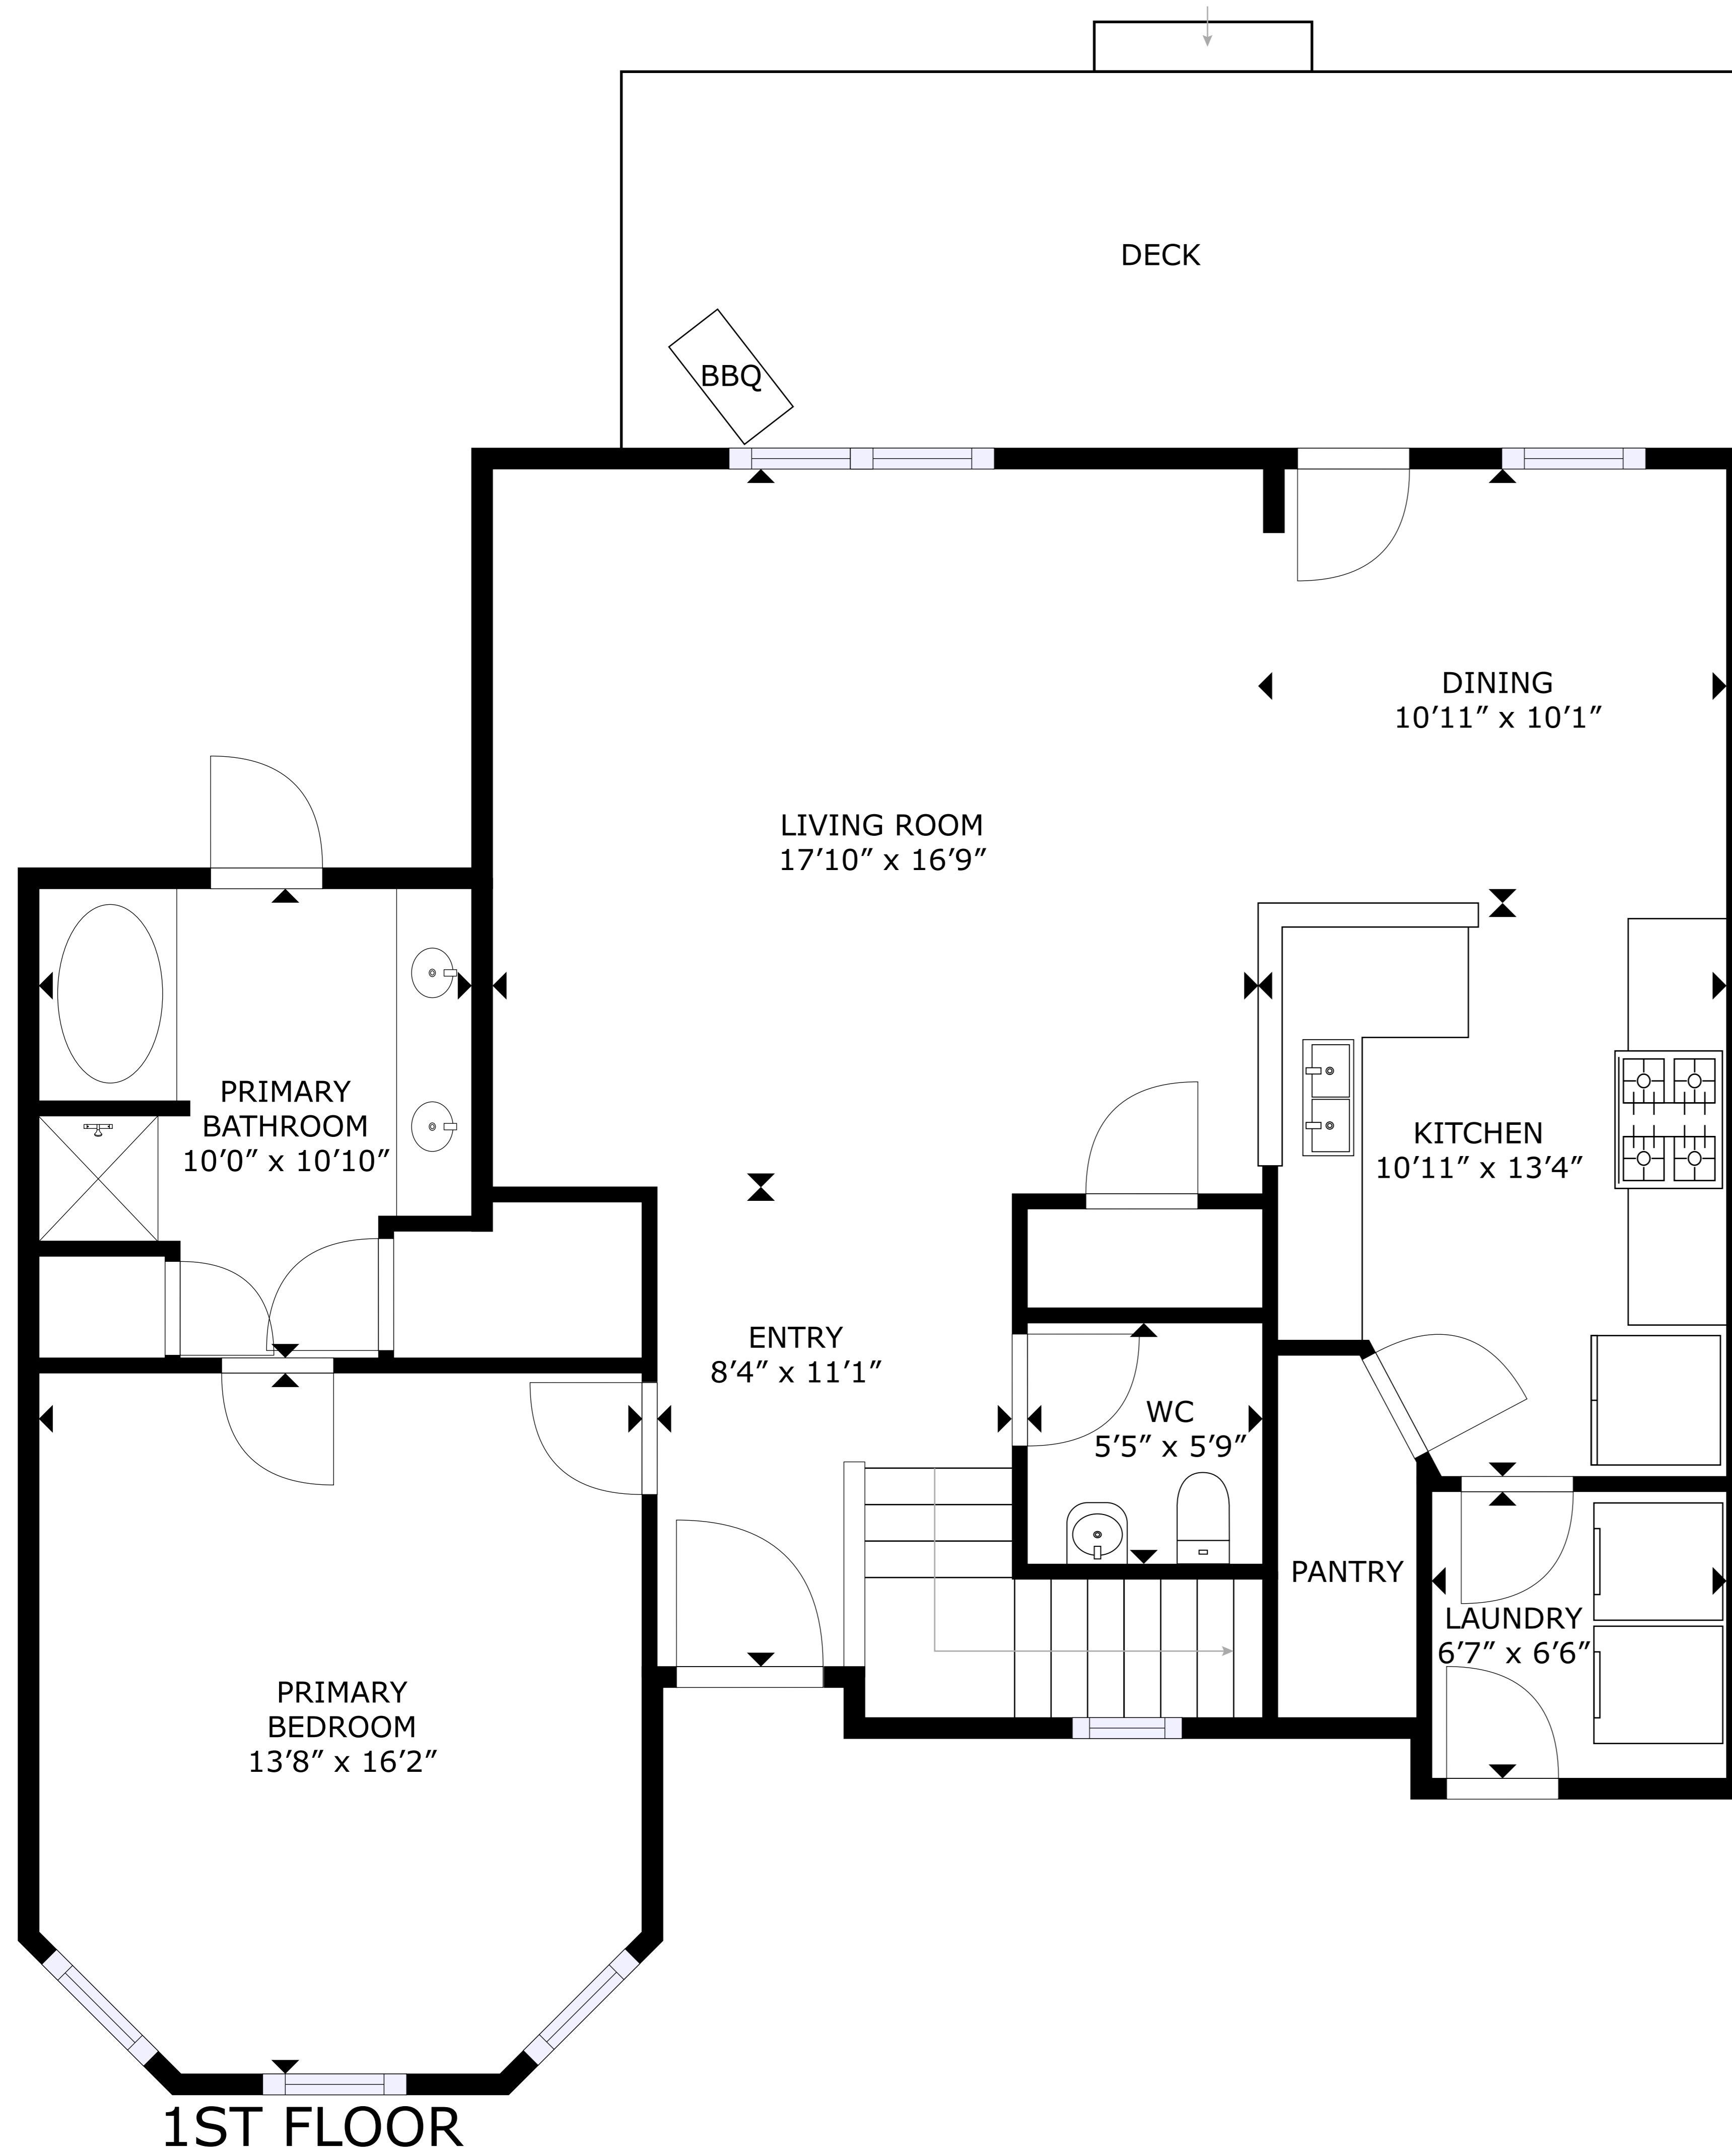 DECK
BBQ
DINING
10’11” x 10’1”
LIVING ROOM
17’10” x 16’9”
PRIMARY
BATHROOM
10’0” x 10’10”
KITCHEN
10’11” x 13’4”
ENTRY
8’4” x 11’1”
WC
5’5” x 5’9”
PANTRY
LAUNDRY
6’7” x 6’6”
PRIMARY
BEDROOM
13’8” x 16’2”
1ST FLOOR